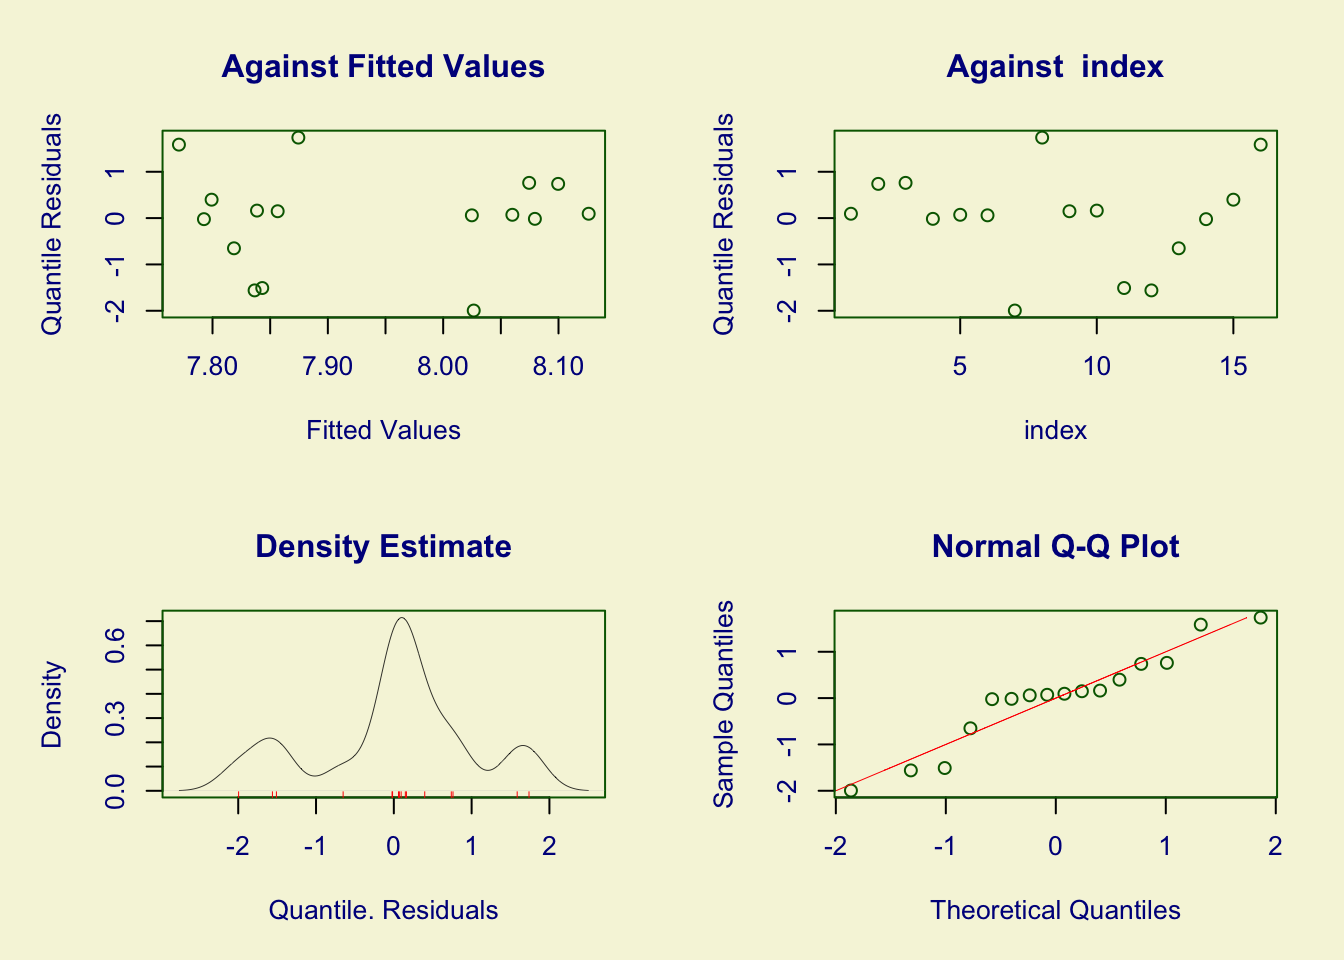 Against Fitted Values
Quantile Residuals
1
0
-1
-2
7.80 7.90 8.00 8.10
Fitted Values
Against  index
Quantile Residuals
1
0
-1
-2
5 10 15
index
Density Estimate
Density
0.6
0.3
0.0
-2 -1 0 1 2
Quantile. Residuals
Normal Q-Q Plot
Sample Quantiles
1
0
-1
-2
-2 -1 0 1 2
Theoretical Quantiles